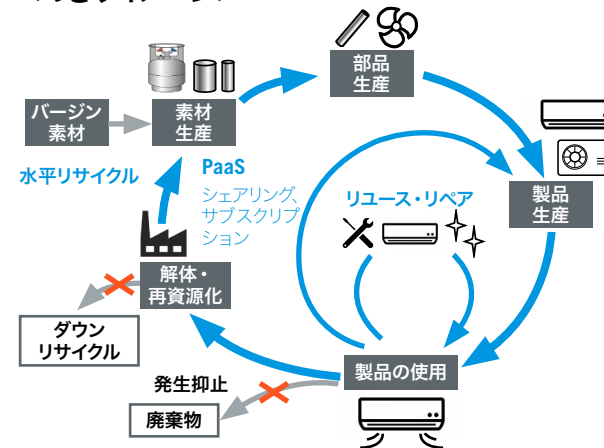 部品
生産
バージン
素材
素材
生産
水平リサイクル
PaaS
シェアリング、
サブスクリプ
ション
リユース・リペア
製品
生産
解体・
再資源化
ダウン
リサイクル
製品の使用
発生抑止
廃棄物